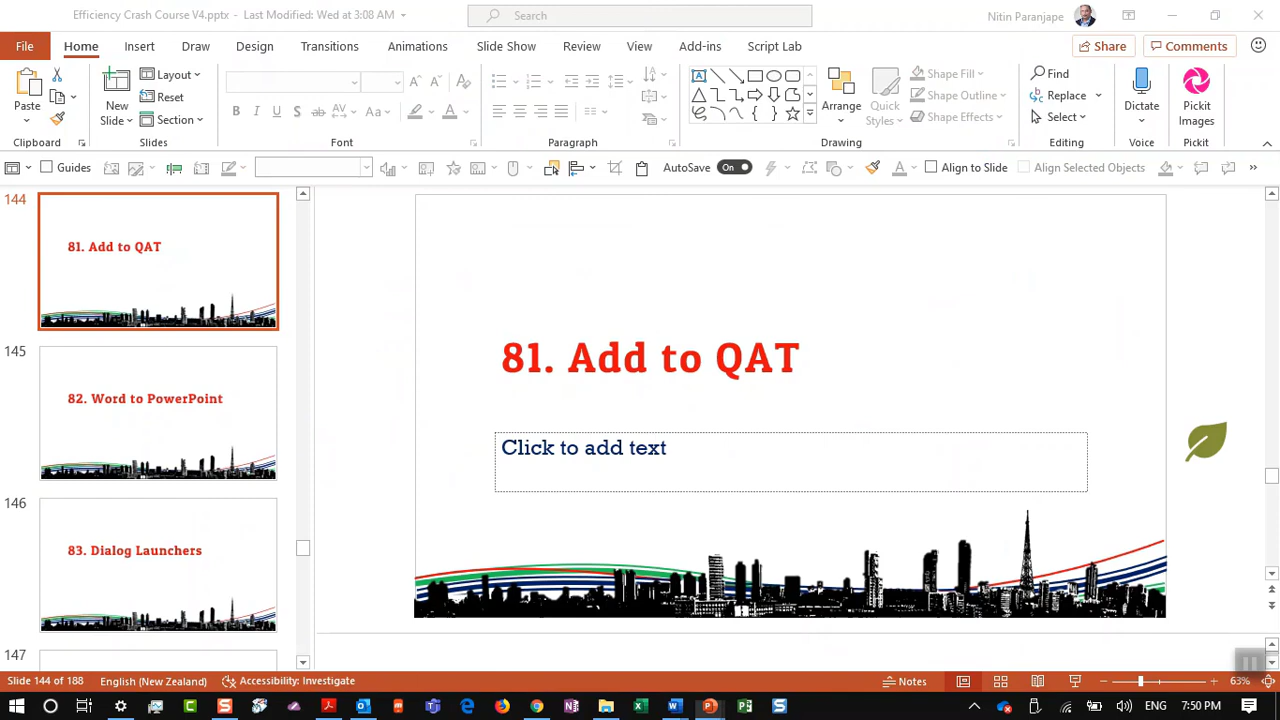 Efficiency Crash Course V4.pptx - Last Modified: Wed at 3:08 AM
Search
Nitin Paranjape
File Home Insert Draw Design Transitions Animations Slide Show Review View Add-ins Script Lab Share Comments
Paste
New
Slide
Layout
Reset
Section
B I U S ab AV Aa A
A A A
Arrange
Quick
Styles
Shape Fill
Shape Outline
Shape Effects
Find
Replace
Select
Dictate
Pickit
Images
Clipboard Slides Font Paragraph Drawing Editing Voice Pickit
Guides AutoSave On A Align to Slide Align Selected Objects
144
81. Add to QAT
145
82. Word to PowerPoint
146
83. Dialog Launchers
147
81. Add to QAT
Click to add text
Slide 144 of 188 English (New Zealand) Accessibility: Investigate Notes 63%
ENG 7:50 PM